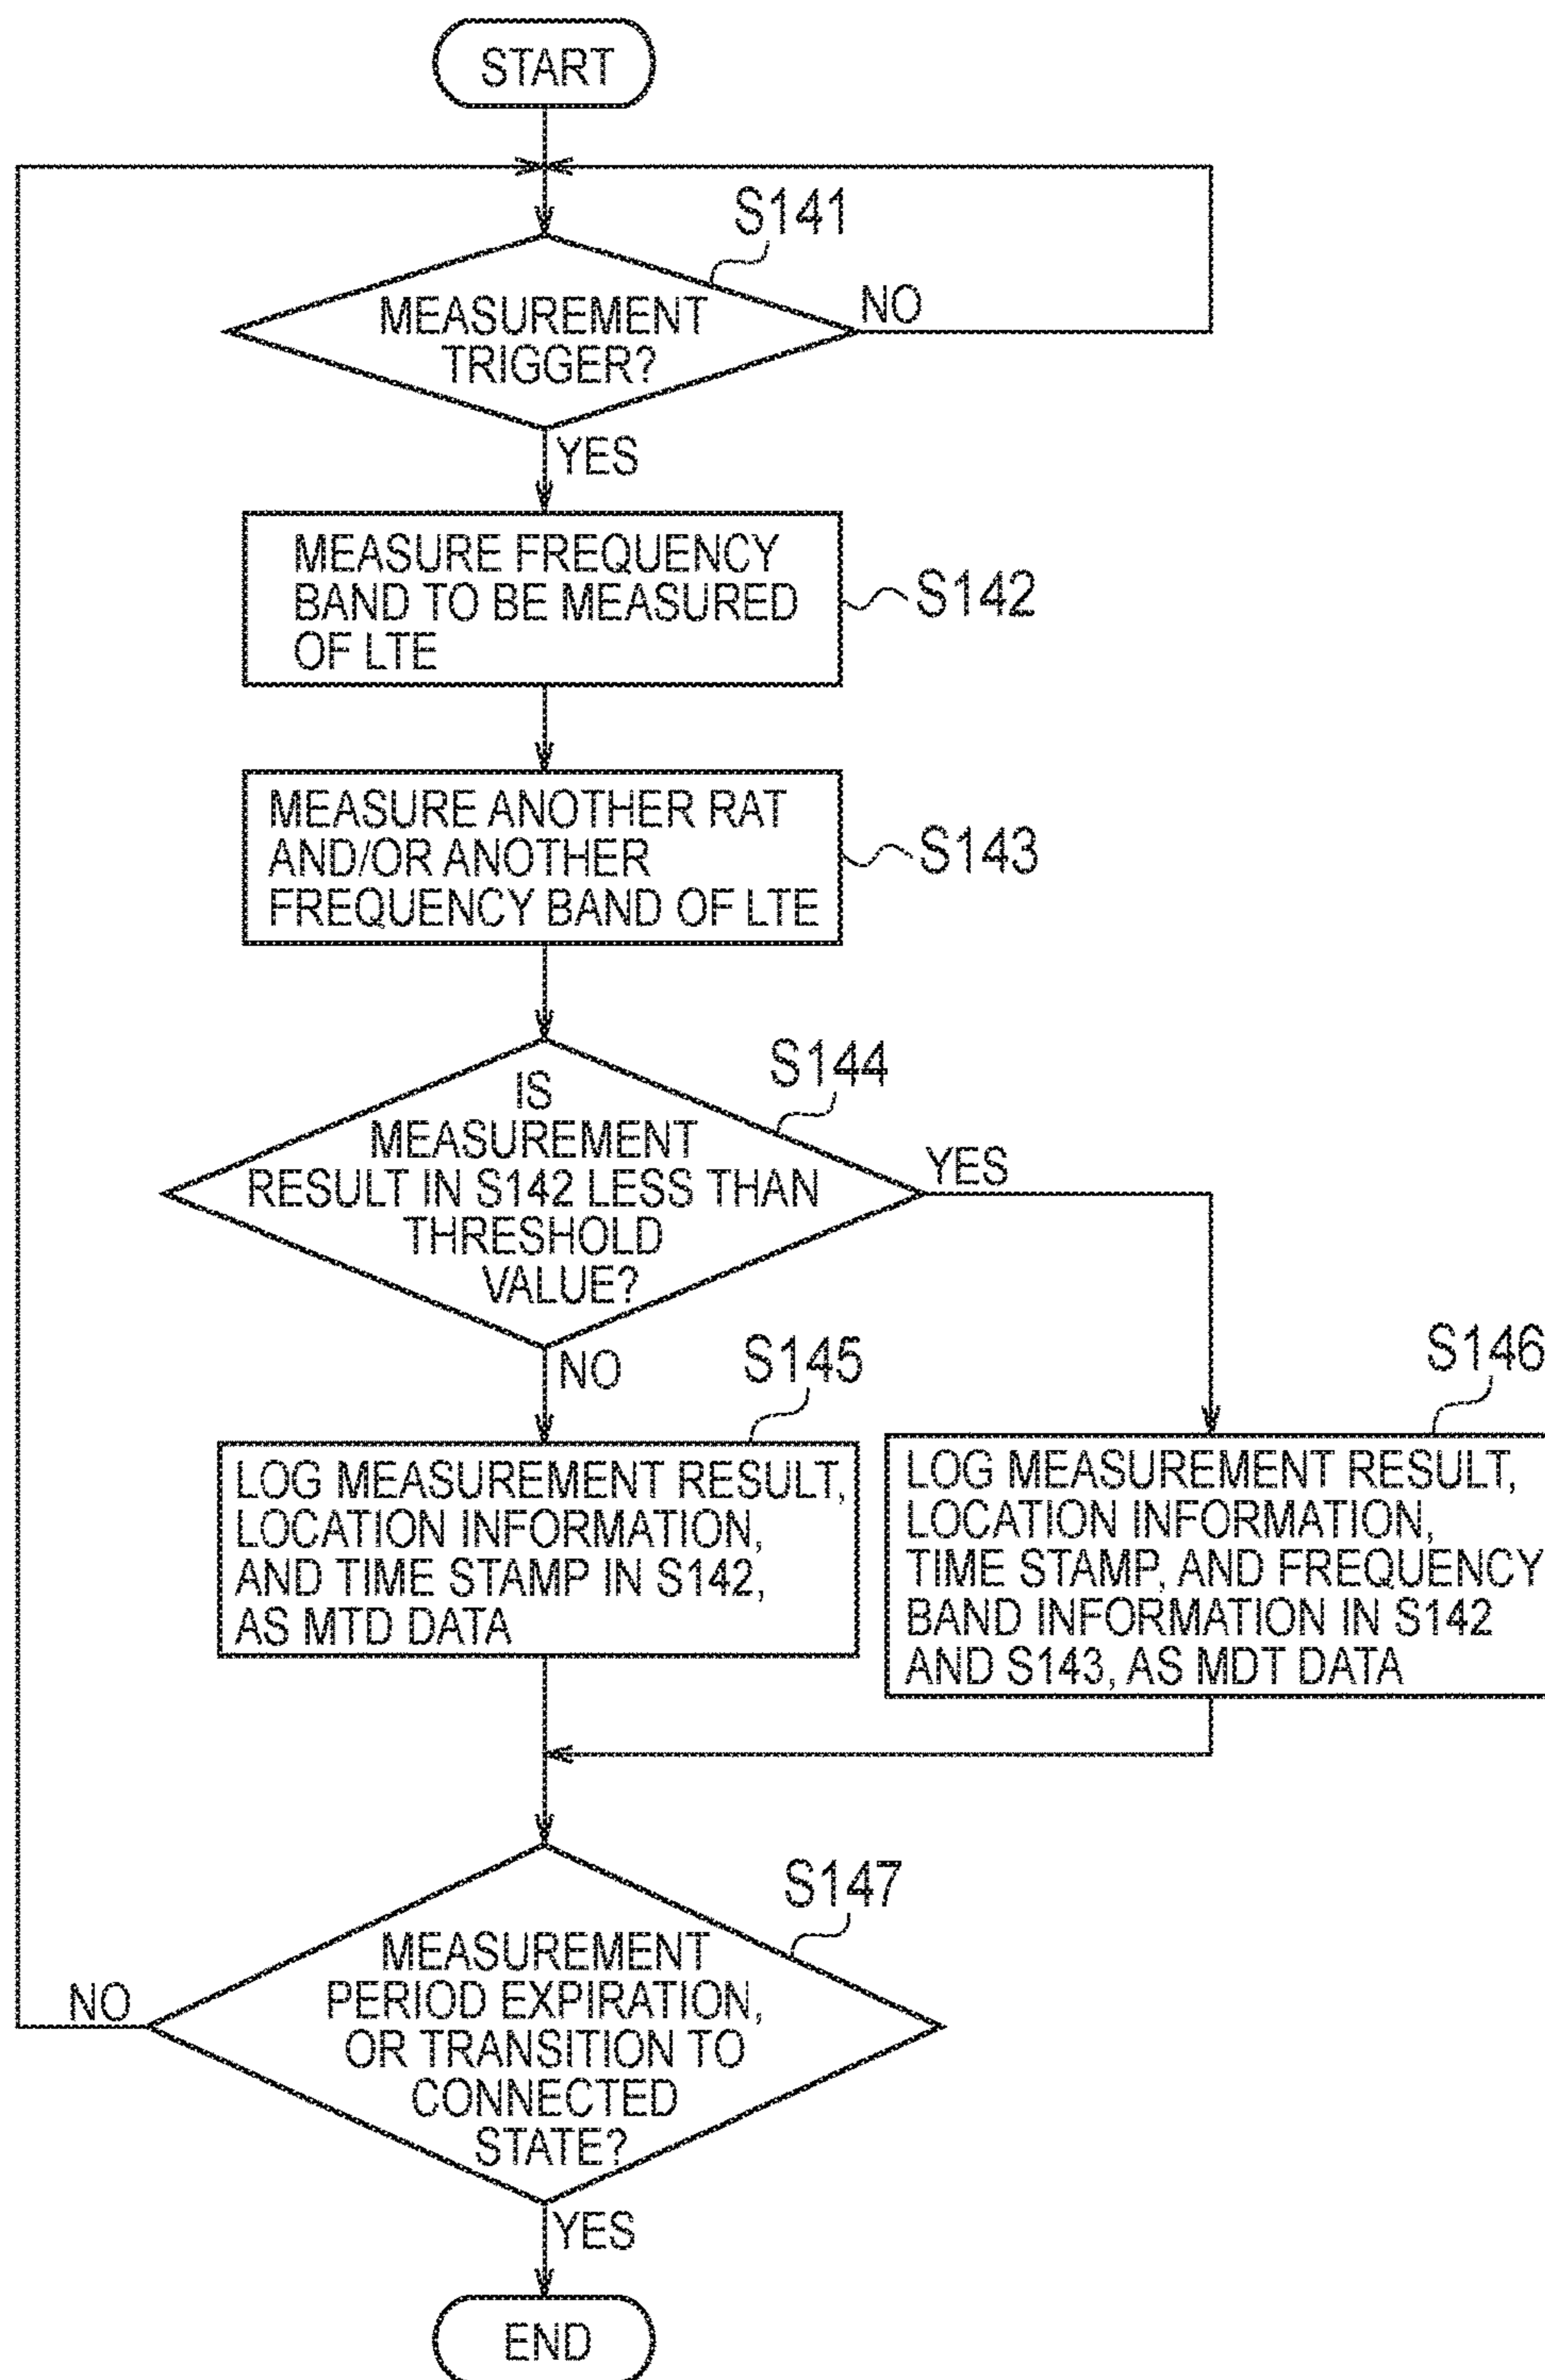 START
S141
MEASUREMENT
TRIGGER?
NO
YES
MEASURE FREQUENCY
BAND TO BE MEASURED
OF LTE
S142
MEASURE ANOTHER RAT
AND/OR ANOTHER
FREQUENCY BAND OF LTE
S143
S144
IS
MEASUREMENT
RESULT IN S142 LESS THAN
THRESHOLD
VALUE?
YES
NO
S145
LOG MEASUREMENT RESULT,
LOCATION INFORMATION,
AND TIME STAMP IN S142,
AS MTD DATA
S146
LOG MEASUREMENT RESULT,
LOCATION INFORMATION,
TIME STAMP, AND FREQUENCY
BAND INFORMATION IN S142
AND S143, AS MDT DATA
S147
MEASUREMENT
PERIOD EXPIRATION,
OR TRANSITION TO
CONNECTED
STATE?
NO
YES
END